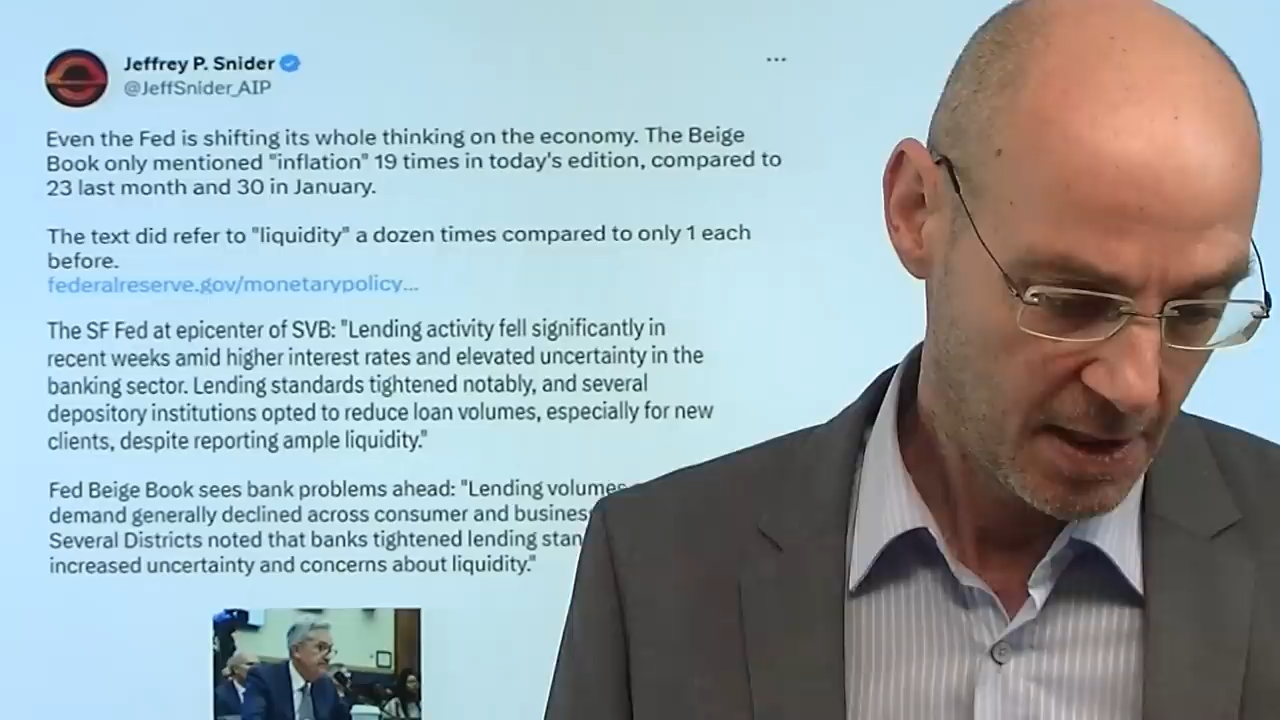 Jeffrey P. Snider
@JeffSnider_AIP
Even the Fed is shifting its whole thinking on the economy. The Beige
Book only mentioned "inflation" 19 times in today's edition, compared to
23 last month and 30 in January.
The text did refer to "liquidity" a dozen times compared to only 1 each
before.
federalreserve.gov/monetarypolicy...
The SF Fed at epicenter of SVB: "Lending activity fell significantly in
recent weeks amid higher interest rates and elevated uncertainty in the
banking sector. Lending standards tightened notably, and several
depository institutions opted to reduce loan volumes, especially for new
clients, despite reporting ample liquidity."
Fed Beige Book sees bank problems ahead: "Lending volumes
demand generally declined across consumer and
Several Districts noted that banks tightened lending
increased uncertainty and concerns about liquidity."